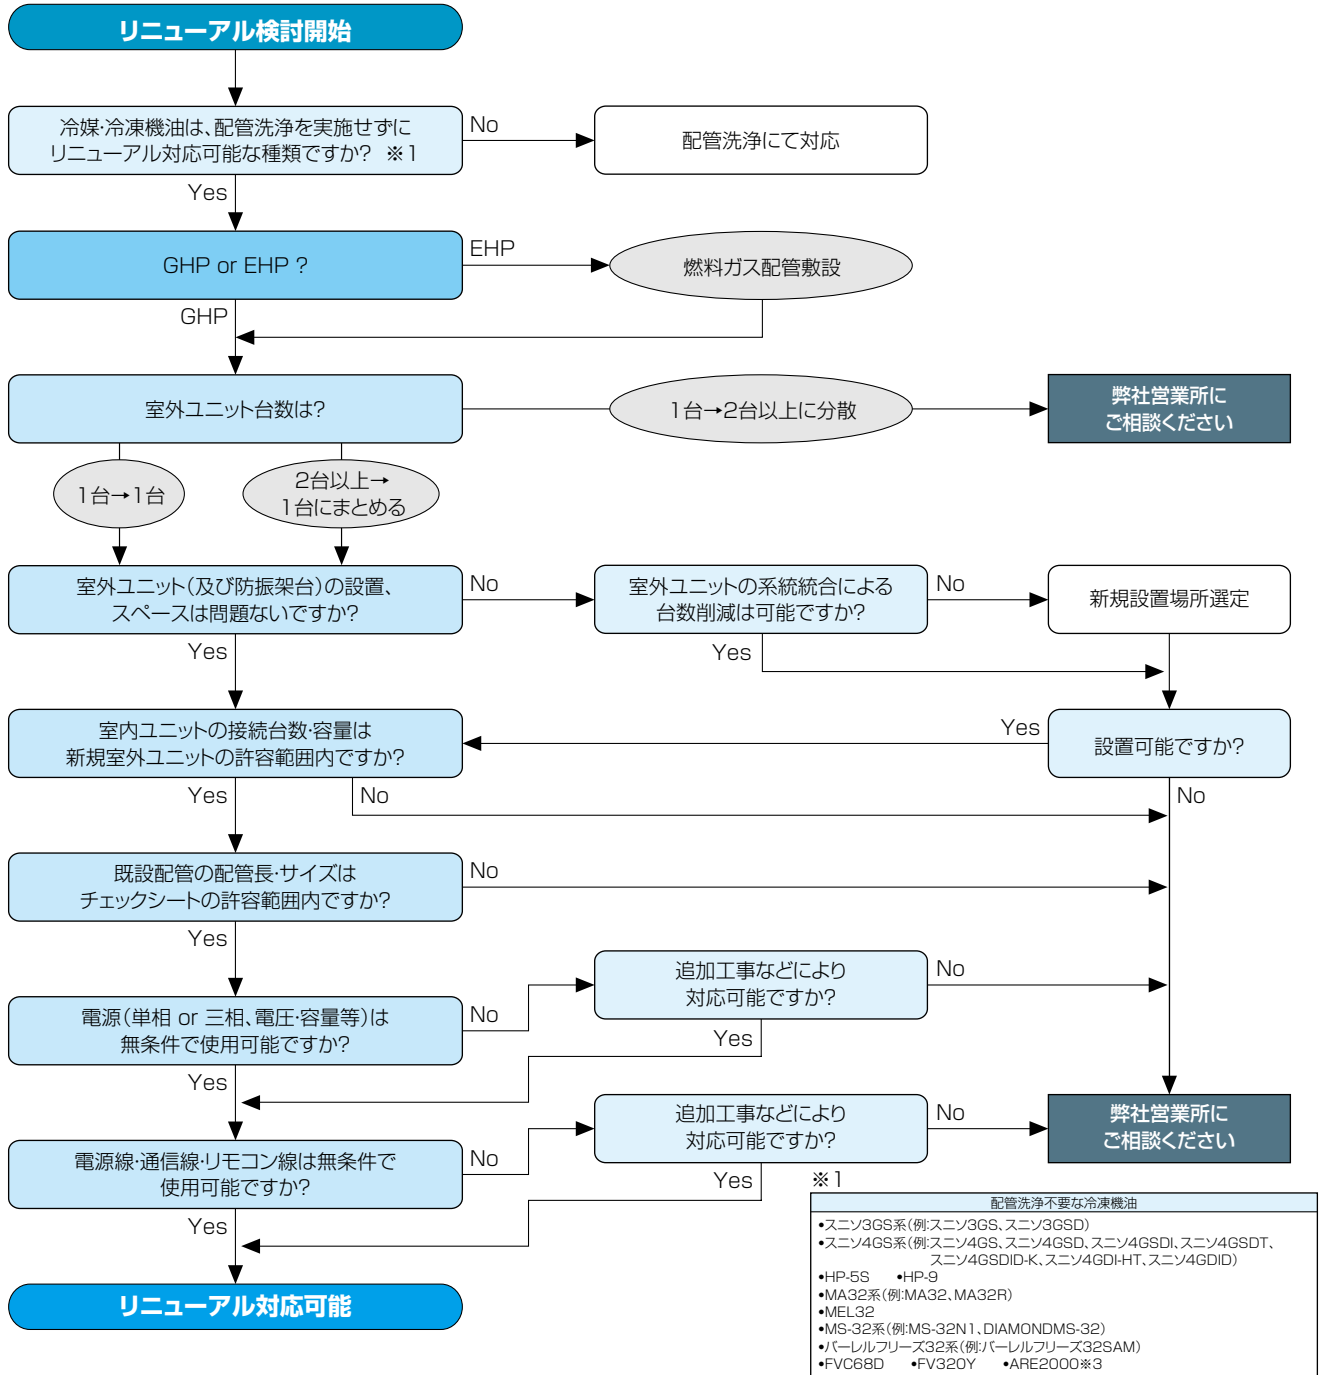 リニューアル検討開始
冷媒・冷凍機油は、配管洗浄を実施せずに
リニューアル対応可能な種類ですか? ※1
No
配管洗浄にて対応
Yes
GHP or EHP ?
EHP
燃料ガス配管敷設
GHP
室外ユニット台数は?
1台→2台以上に分散
弊社営業所に
ご相談ください
1台→1台
2台以上→
1台にまとめる
室外ユニット(及び防振架台)の設置、
スペースは問題ないですか?
No
室外ユニットの系統統合による
台数削減は可能ですか?
No
新規設置場所選定
Yes
Yes
室内ユニットの接続台数・容量は
新規室外ユニットの許容範囲内ですか?
Yes
設置可能ですか?
Yes
No
No
既設配管の配管長・サイズは
チェックシートの許容範囲内ですか?
No
Yes
追加工事などにより
対応可能ですか?
No
電源(単相 or 三相、電圧・容量等)は
無条件で使用可能ですか?
No
Yes
Yes
追加工事などにより
対応可能ですか?
No
弊社営業所に
ご相談ください
電源線・通信線・リモコン線は無条件で
使用可能ですか?
No
Yes
Yes
リニューアル対応可能
※1
配管洗浄不要な冷凍機油
•スニソ3GS系(例:スニソ3GS、スニソ3GSD)
•スニソ4GS系(例:スニソ4GS、スニソ4GSD、スニソ4GSDI、スニソ4GSDT、
スニソ4GSDID-K、スニソ4GDI-HT、スニソ4GDID)
•HP-5S •HP-9
•MA32系(例:MA32、MA32R)
•MEL32
•MS-32系(例:MS-32N1、DIAMONDMS-32)
•バーレルフリーズ32系(例:バーレルフリーズ32SAM)
•FVC68D •FV320Y •ARE2000※3